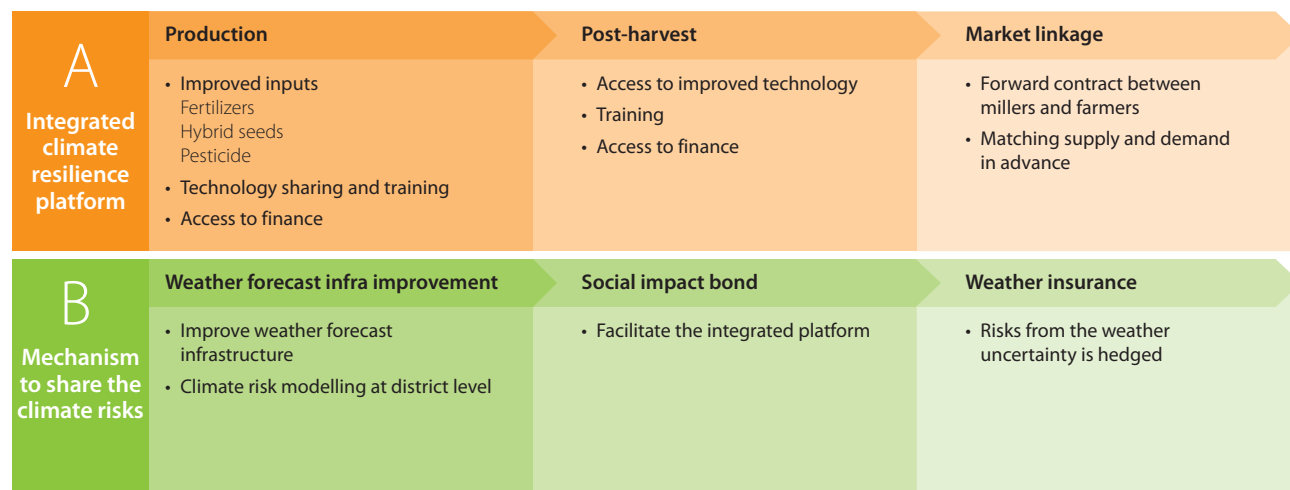 A
Integrated
climate
resilience
platform
Production
• Improved inputs
Fertilizers
Hybrid seeds
Pesticide
• Technology sharing and training
• Access to finance
Post-harvest
• Access to improved technology
• Training
• Access to finance
Market linkage
• Forward contract between
millers and farmers
• Matching supply and demand
in advance
B
Mechanism
to share the
climate risks
Weather forecast infra improvement
• Improve weather forecast
infrastructure
• Climate risk modelling at district level
Social impact bond
• Facilitate the integrated platform
Weather insurance
• Risks from the weather
uncertainty is hedged